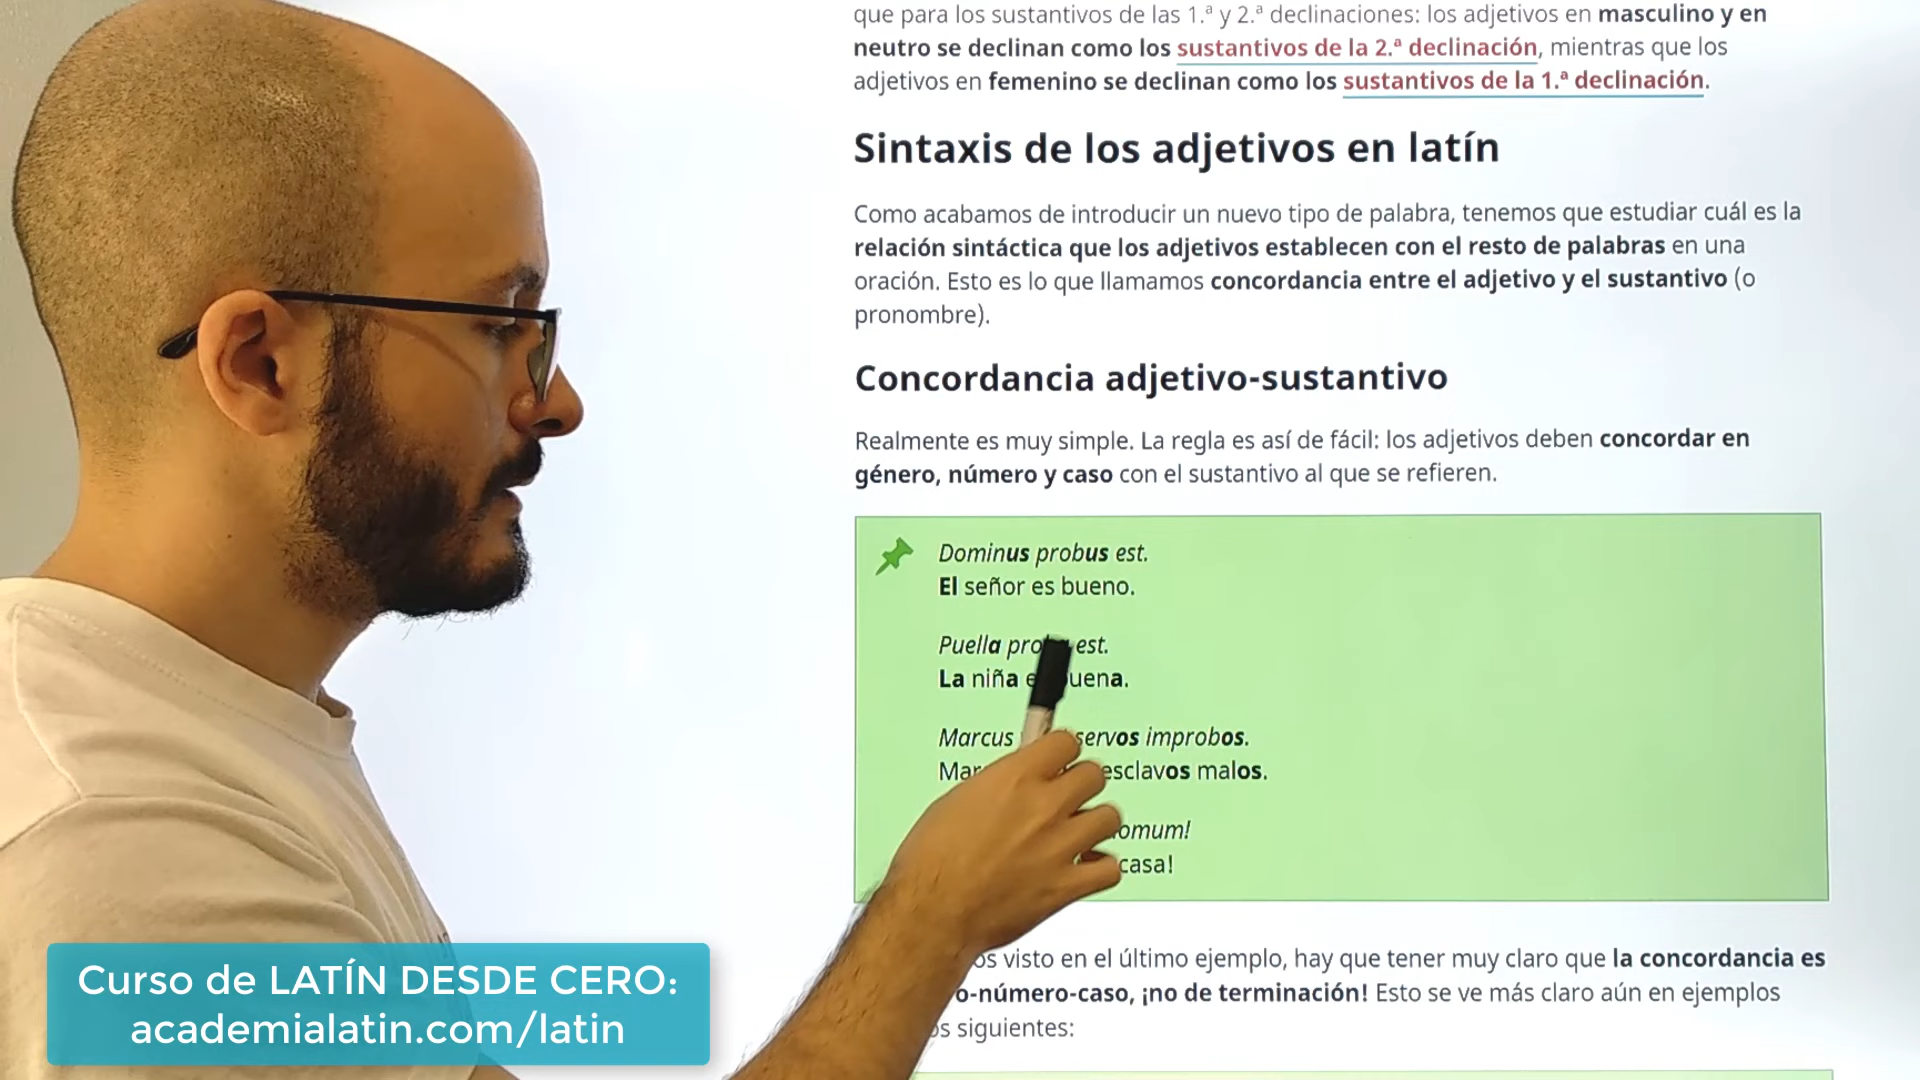 que para los sustantivos de las 1.ª y 2.ª declinaciones: los adjetivos en masculino y en
neutro se declinan como los sustantivos de la 2.ª declinación, mientras que los
adjetivos en femenino se declinan como los sustantivos de la 1.ª declinación.
Sintaxis de los adjetivos en latín
Como acabamos de introducir un nuevo tipo de palabra, tenemos que estudiar cuál es la
relación sintáctica que los adjetivos establecen con el resto de palabras en una
oración. Esto es lo que llamamos concordancia entre el adjetivo y el sustantivo (o
pronombre).
Concordancia adjetivo-sustantivo
Realmente es muy simple. La regla es así de fácil: los adjetivos deben concordar en
género, número y caso con el sustantivo al que se refieren.
Dominus probus est.
El señor es bueno.
Puella est.
La niña
Marcus servos improbos.
esclavos malos.
casa!
visto en el último ejemplo, hay que tener muy claro que la concordancia es
o-número-caso, ¡no de terminación! Esto se ve más claro aún en ejemplos
siguientes:
Curso de LATÍN DESDE CERO:
academialatin.com/latin